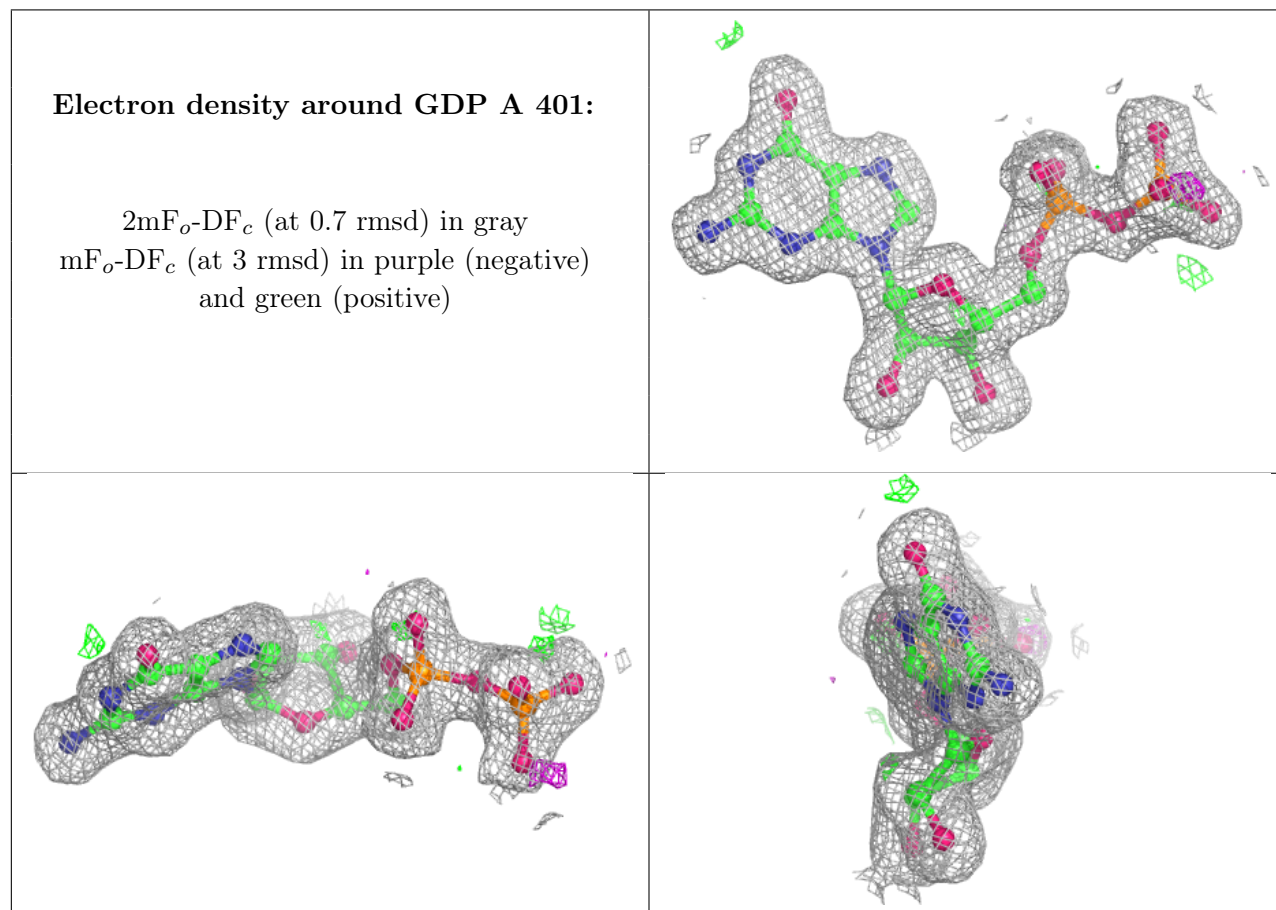 Electron density around GDP A 401:
2mFo-DFc (at 0.7 rmsd) in gray
mFo-DFc (at 3 rmsd) in purple (negative)
and green (positive)